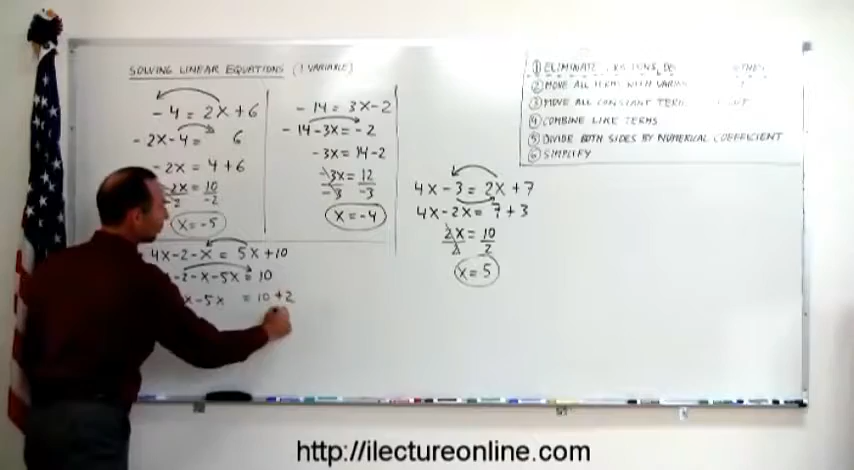 SOLVING LINEAR EQUATIONS (1 VARIABLE)
-4 = 2X + 6
-2X - 4 = 6
-2X = 4 + 6
-2X = 10
-2 -2
X = -5
-14 = 3X - 2
-14 - 3X = -2
-3X = 14 - 2
-3X = 12
-3 -3
X = -4
4X - 2 - X = 5X + 10
X - 2 - X - 5X = 10
X - 5X = 10 + 2
4X - 3 = 2X + 7
4X - 2X = 7 + 3
2X = 10
2 2
X = 5
① ELIMINATE
② MOVE ALL TERMS WITH
③ MOVE ALL CONSTANT
④ COMBINE LIKE TERMS
⑤ DIVIDE BOTH SIDES BY NUMERICAL COEFFICIENT
⑥ SIMPLIFY
http://ilectureonline.com